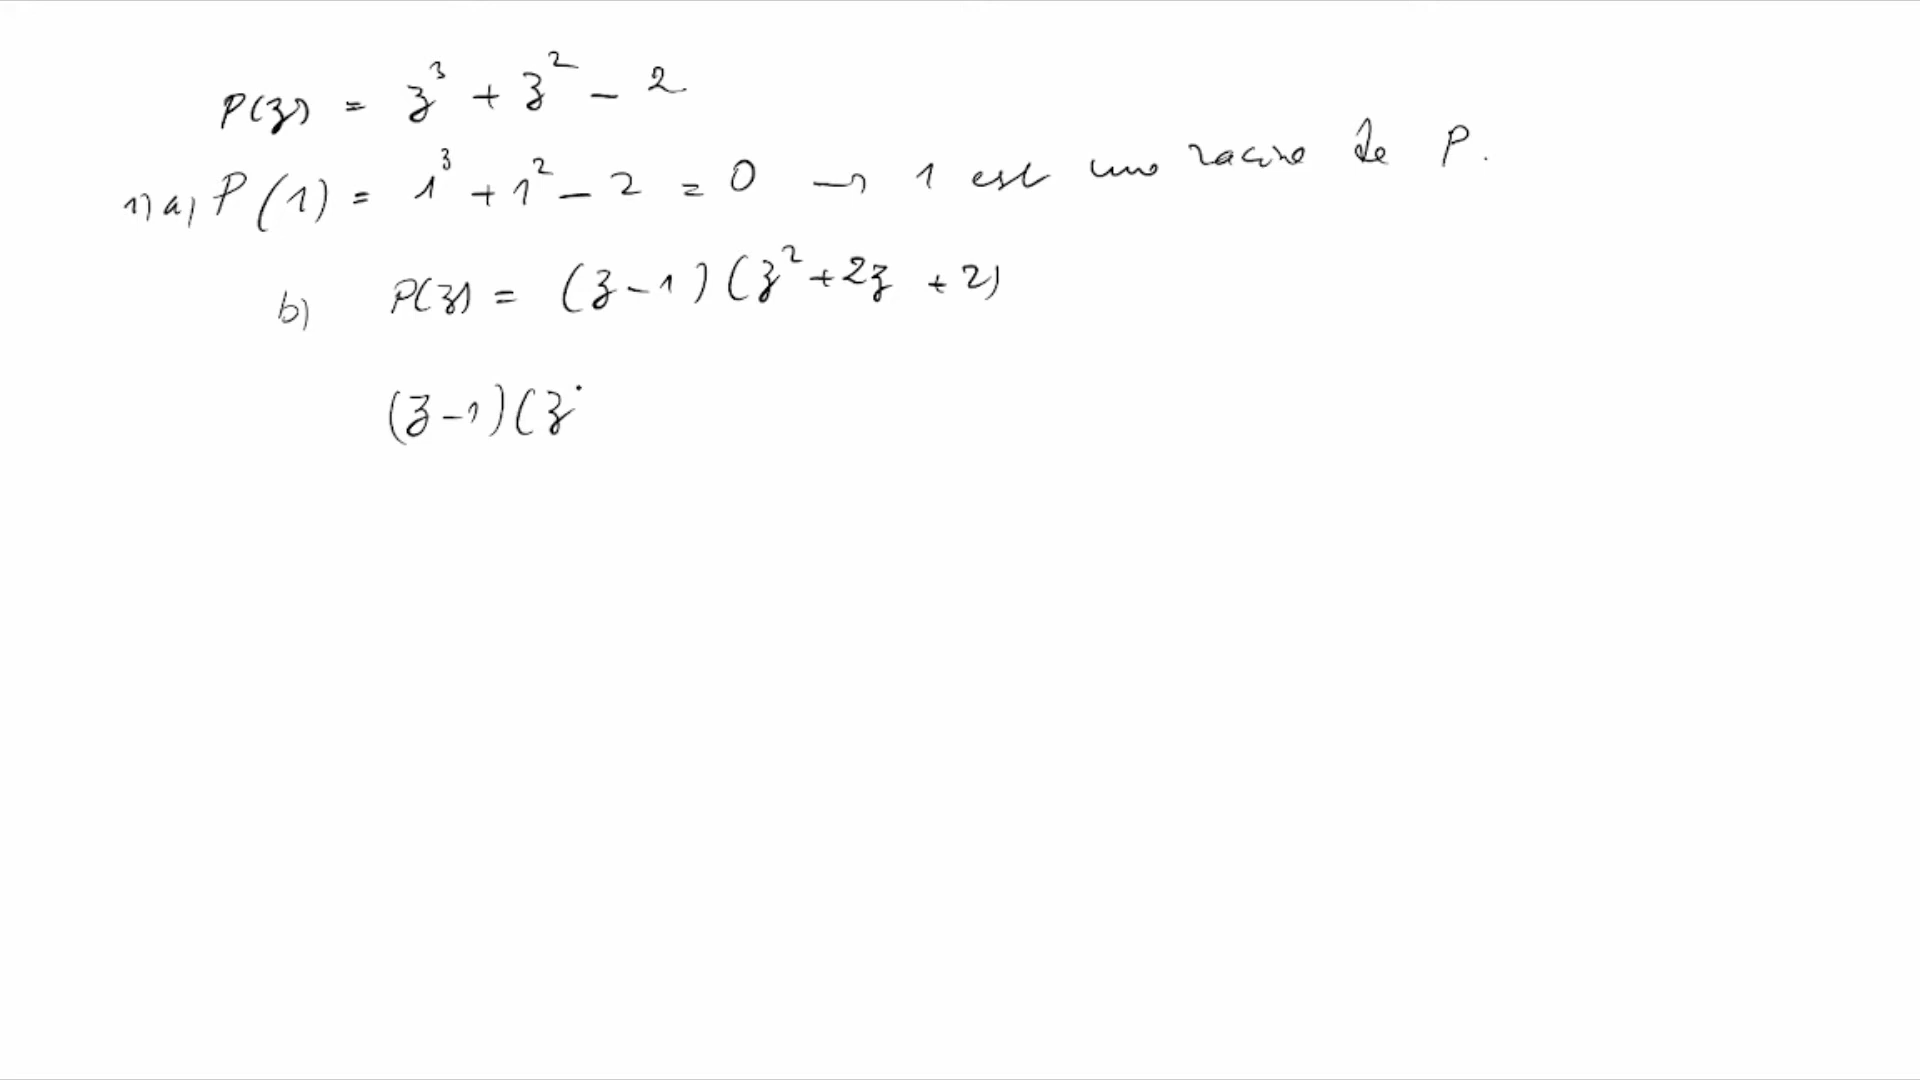 P(z) = z³ + z² - 2
1) a) P(1) = 1³ + 1² - 2 = 0 → 1 est une racine de P.
b) P(z) = (z-1)(z² + 2z + 2)
(z-1)(z